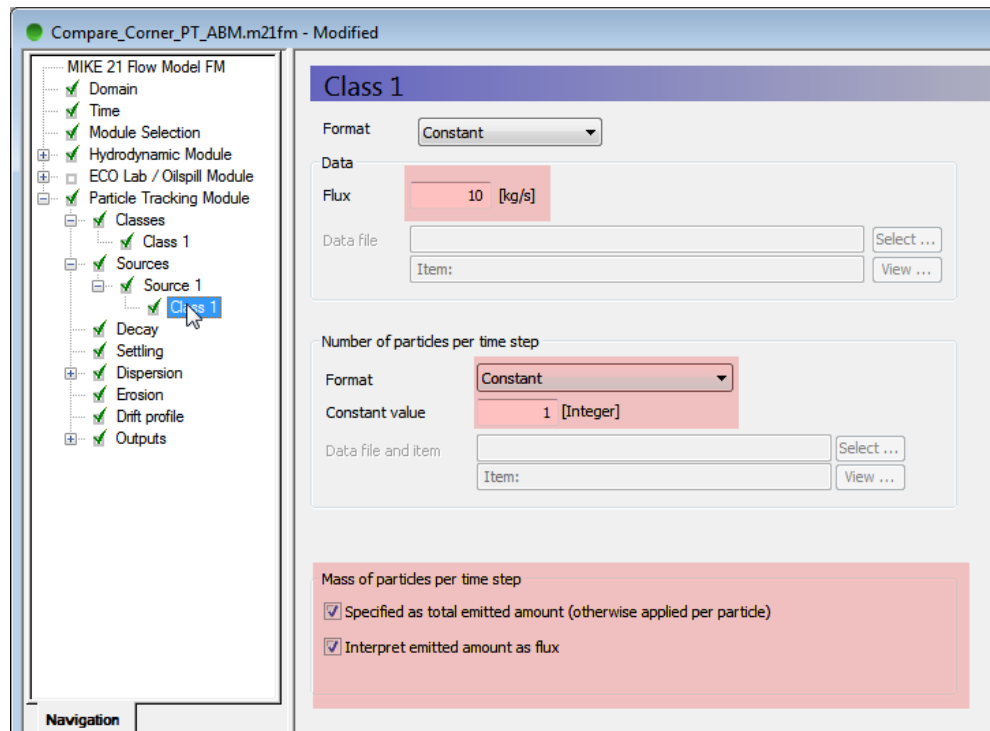 Compare_Corner_PT_ABM.m21fm - Modified
MIKE 21 Flow Model FM
Domain
Time
Module Selection
Hydrodynamic Module
ECO Lab / Oilspill Module
Particle Tracking Module
Classes
Class 1
Sources
Source 1
Class 1
Decay
Settling
Dispersion
Erosion
Drift profile
Outputs
Navigation
Class 1
Format Constant
Data
Flux 10 [kg/s]
Data file Select ...
Item: View ...
Number of particles per time step
Format Constant
Constant value 1 [Integer]
Data file and item Select ...
Item: View ...
Mass of particles per time step
Specified as total emitted amount (otherwise applied per particle)
Interpret emitted amount as flux